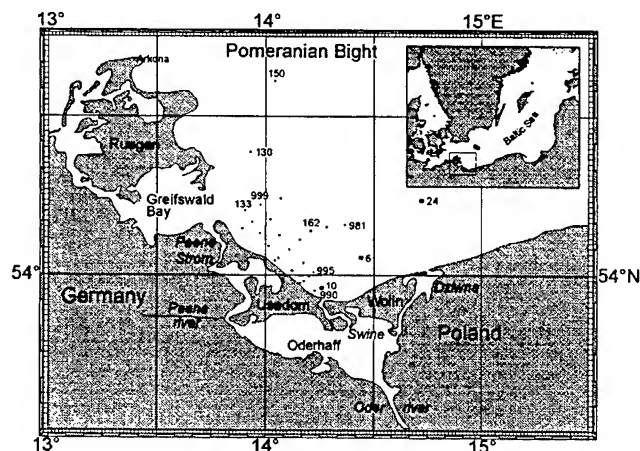 13° 14° 15°E
Pomeranian Bight
Arkona
150
Baltic Sea
Ruegen
130
24
Greifswald
Bay
133 999
162 981
Peene
Strom
6
54° 54°N
995
10
990
Germany
Usedom
Wolin
Dziwna
Peene
river
Swine
Poland
Oderhaff
Oder river
13° 14° 15°